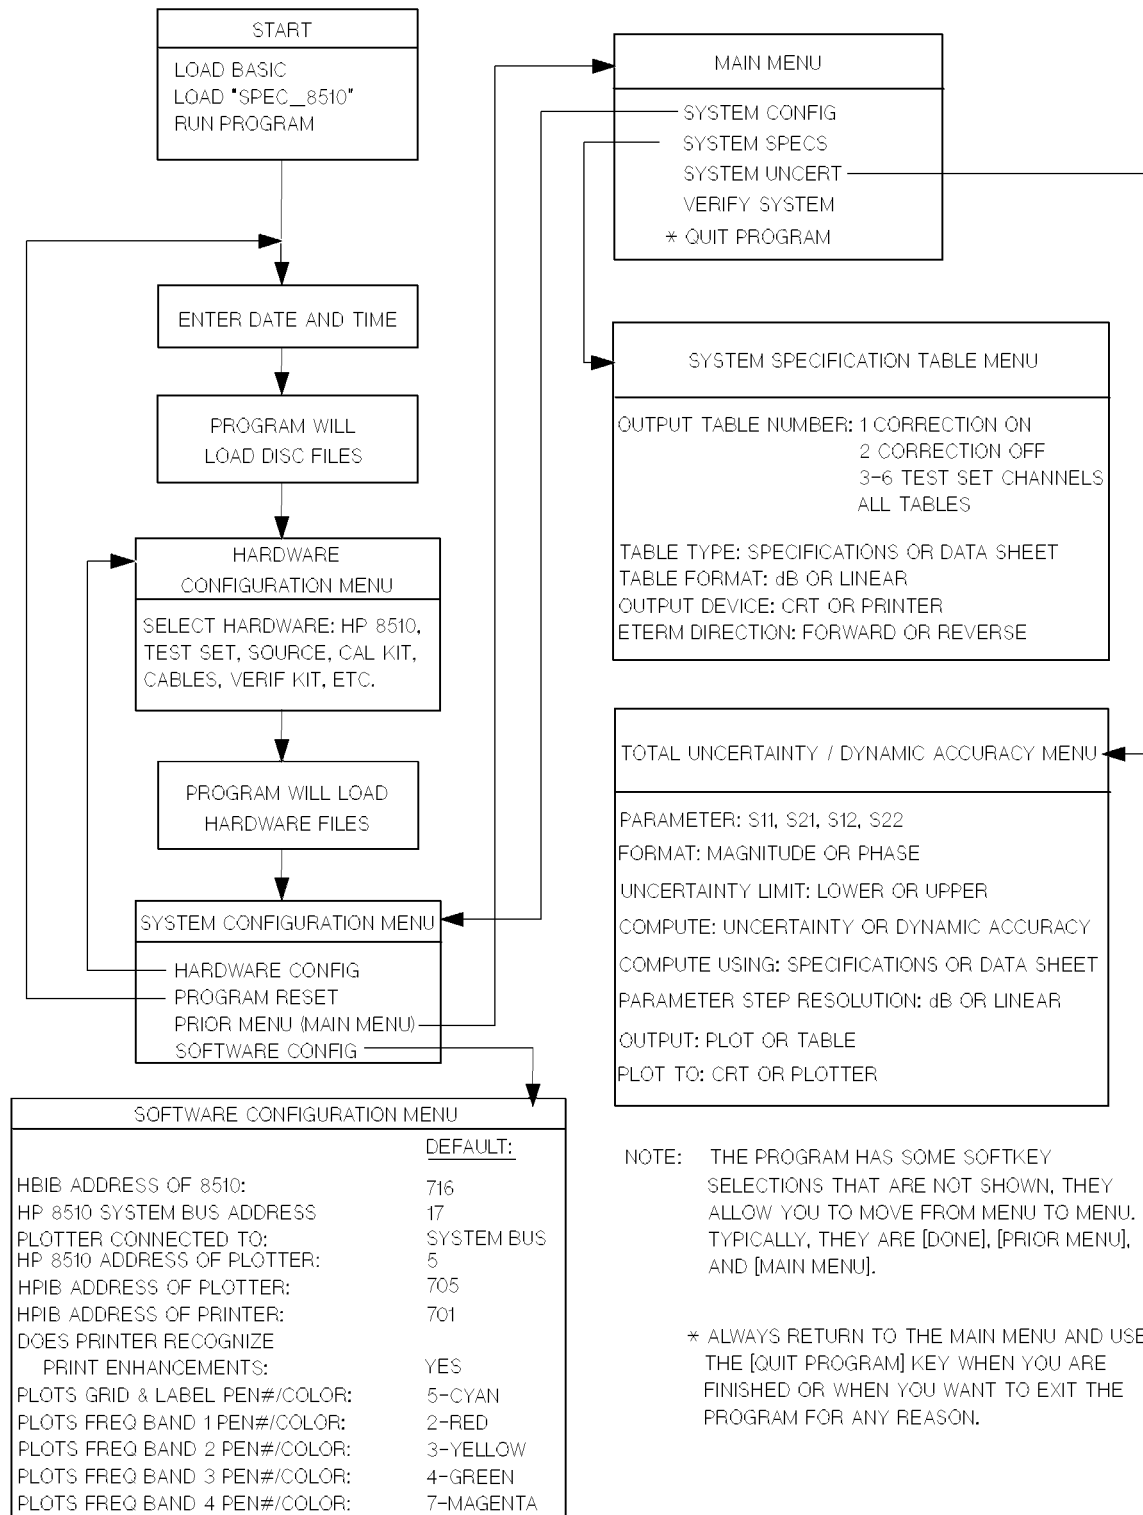 START
LOAD BASIC
LOAD "SPEC_8510"
RUN PROGRAM
ENTER DATE AND TIME
PROGRAM WILL
LOAD DISC FILES
HARDWARE
CONFIGURATION MENU
SELECT HARDWARE: HP 8510,
TEST SET, SOURCE, CAL KIT,
CABLES, VERIF KIT, ETC.
PROGRAM WILL LOAD
HARDWARE FILES
SYSTEM CONFIGURATION MENU
HARDWARE CONFIG
PROGRAM RESET
PRIOR MENU (MAIN MENU)
SOFTWARE CONFIG
SOFTWARE CONFIGURATION MENU
DEFAULT:
HBIB ADDRESS OF 8510: 716
HP 8510 SYSTEM BUS ADDRESS 17
PLOTTER CONNECTED TO: SYSTEM BUS
HP 8510 ADDRESS OF PLOTTER: 5
HPIB ADDRESS OF PLOTTER: 705
HPIB ADDRESS OF PRINTER: 701
DOES PRINTER RECOGNIZE
PRINT ENHANCEMENTS: YES
PLOTS GRID & LABEL PEN#/COLOR: 5-CYAN
PLOTS FREQ BAND 1 PEN#/COLOR: 2-RED
PLOTS FREQ BAND 2 PEN#/COLOR: 3-YELLOW
PLOTS FREQ BAND 3 PEN#/COLOR: 4-GREEN
PLOTS FREQ BAND 4 PEN#/COLOR: 7-MAGENTA
MAIN MENU
SYSTEM CONFIG
SYSTEM SPECS
SYSTEM UNCERT
VERIFY SYSTEM
* QUIT PROGRAM
SYSTEM SPECIFICATION TABLE MENU
OUTPUT TABLE NUMBER: 1 CORRECTION ON
2 CORRECTION OFF
3-6 TEST SET CHANNELS
ALL TABLES
TABLE TYPE: SPECIFICATIONS OR DATA SHEET
TABLE FORMAT: dB OR LINEAR
OUTPUT DEVICE: CRT OR PRINTER
ETERM DIRECTION: FORWARD OR REVERSE
TOTAL UNCERTAINTY / DYNAMIC ACCURACY MENU
PARAMETER: S11, S21, S12, S22
FORMAT: MAGNITUDE OR PHASE
UNCERTAINTY LIMIT: LOWER OR UPPER
COMPUTE: UNCERTAINTY OR DYNAMIC ACCURACY
COMPUTE USING: SPECIFICATIONS OR DATA SHEET
PARAMETER STEP RESOLUTION: dB OR LINEAR
OUTPUT: PLOT OR TABLE
PLOT TO: CRT OR PLOTTER
NOTE: THE PROGRAM HAS SOME SOFTKEY
SELECTIONS THAT ARE NOT SHOWN, THEY
ALLOW YOU TO MOVE FROM MENU TO MENU.
TYPICALLY, THEY ARE [DONE], [PRIOR MENU],
AND [MAIN MENU].
* ALWAYS RETURN TO THE MAIN MENU AND USE
THE [QUIT PROGRAM] KEY WHEN YOU ARE
FINISHED OR WHEN YOU WANT TO EXIT THE
PROGRAM FOR ANY REASON.